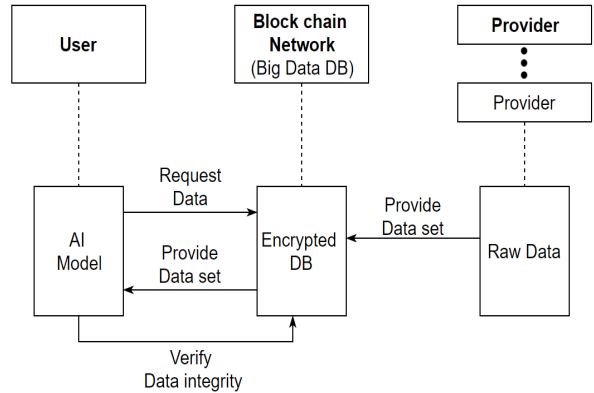 User
Block chain
Network
(Big Data DB)
Provider
Provider
Request
Data
Provide
Data set
AI
Model
Encrypted
DB
Provide
Data set
Raw Data
Verify
Data integrity